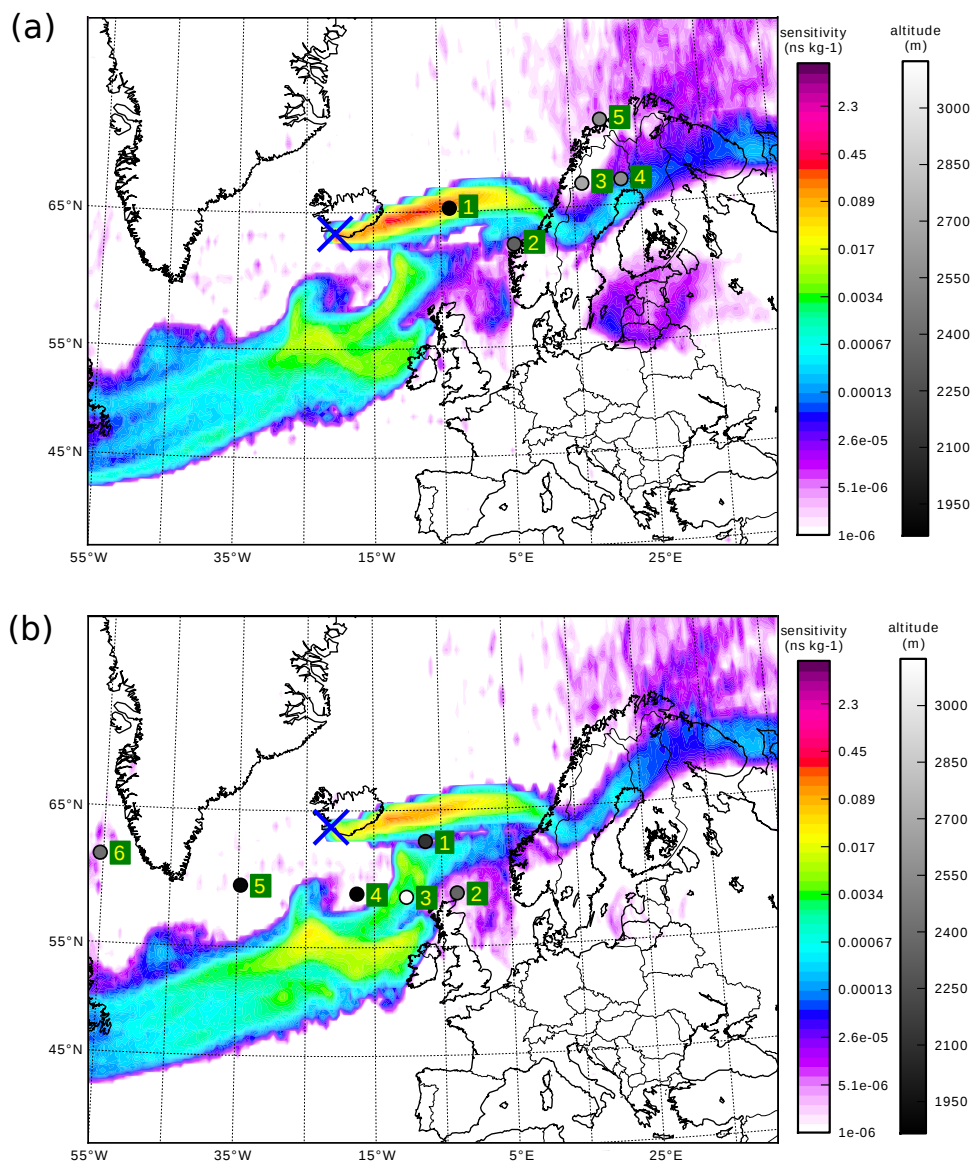 (a)
sensitivity
(ns kg-1)
altitude
(m)
2.3
0.45
0.089
0.017
0.0034
0.00067
0.00013
2.6e-05
5.1e-06
1e-06
3000
2850
2700
2550
2400
2250
2100
1950
65°N
55°N
45°N
55°W
35°W
15°W
5°E
25°E
1
2
3
4
5
(b)
sensitivity
(ns kg-1)
altitude
(m)
2.3
0.45
0.089
0.017
0.0034
0.00067
0.00013
2.6e-05
5.1e-06
1e-06
3000
2850
2700
2550
2400
2250
2100
1950
65°N
55°N
45°N
55°W
35°W
15°W
5°E
25°E
1
2
3
4
5
6